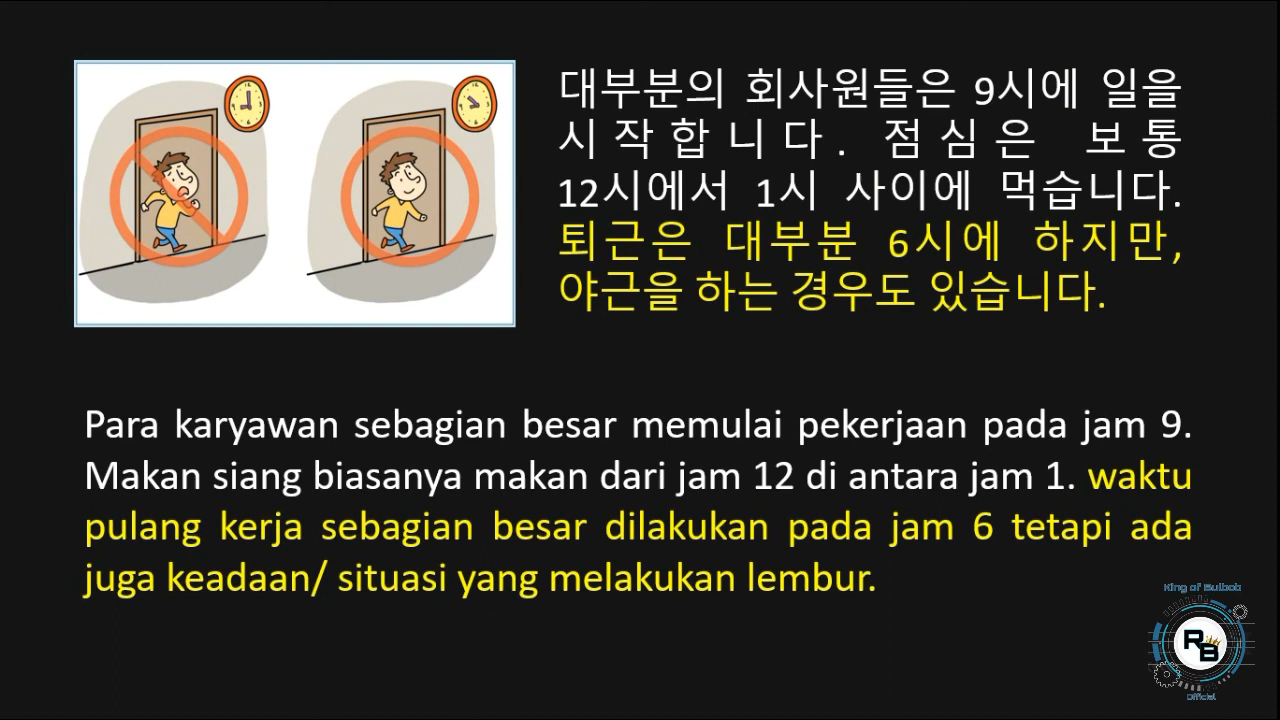 대부분의 회사원들은 9시에 일을
시작합니다. 점심은 보통
12시에서 1시 사이에 먹습니다.
퇴근은 대부분 6시에 하지만,
야근을 하는 경우도 있습니다.
Para karyawan sebagian besar memulai pekerjaan pada jam 9.
Makan siang biasanya makan dari jam 12 di antara jam 1. waktu
pulang kerja sebagian besar dilakukan pada jam 6 tetapi ada
juga keadaan/ situasi yang melakukan lembur.
King of Bulbob
RB
Official